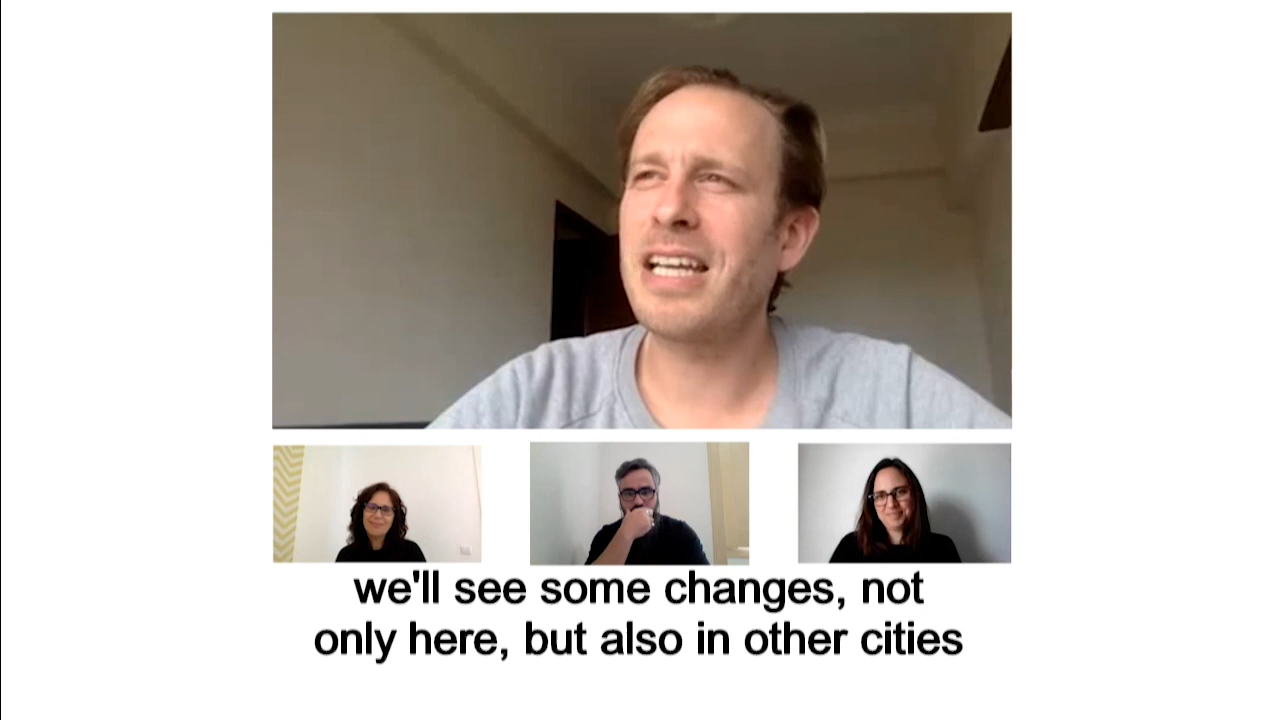 we'll see some changes, not
only here, but also in other cities